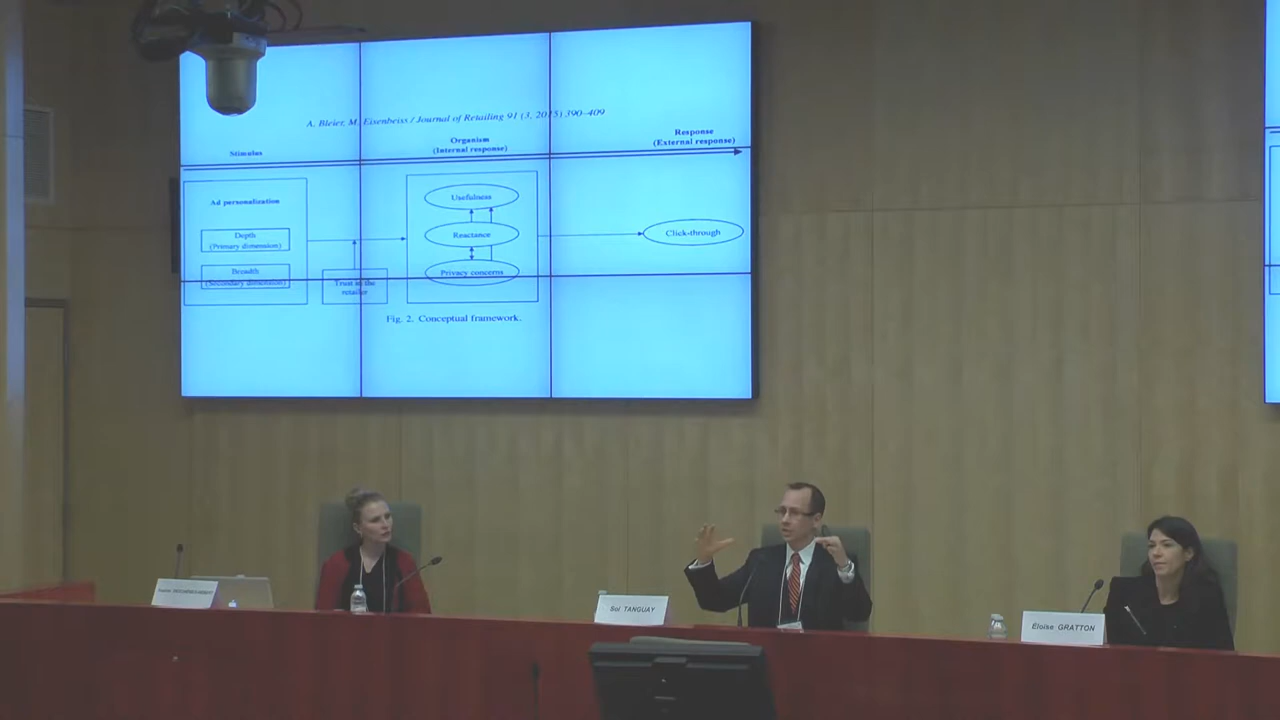 A. Bleier, M. Eisenbeiss / Journal of Retailing 91 (3, 2015) 390–409
Stimulus
Organism
(Internal response)
Response
(External response)
Ad personalization
Depth
(Primary dimension)
Breadth
(Secondary dimension)
Trust in the
retailer
Usefulness
Reactance
Privacy concerns
Click-through
Fig. 2. Conceptual framework.
Sol TANGUAY
Éloïse GRATTON